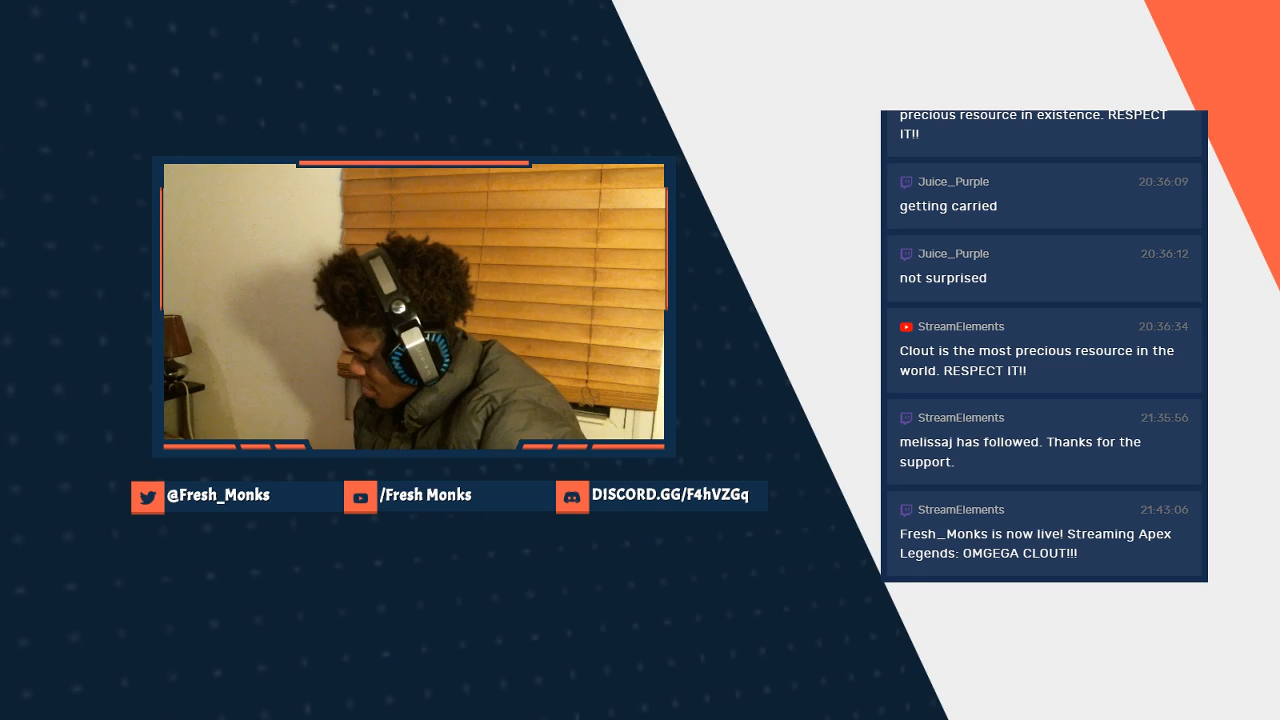 precious resource in existence. RESPECT
IT!!
Juice_Purple 20:36:09
getting carried
Juice_Purple 20:36:12
not surprised
StreamElements 20:36:34
Clout is the most precious resource in the
world. RESPECT IT!!
StreamElements 21:35:56
melissaj has followed. Thanks for the
support.
StreamElements 21:43:06
Fresh_Monks is now live! Streaming Apex
Legends: OMGEGA CLOUT!!!
@Fresh_Monks
/Fresh Monks
DISCORD.GG/F4hVZGq